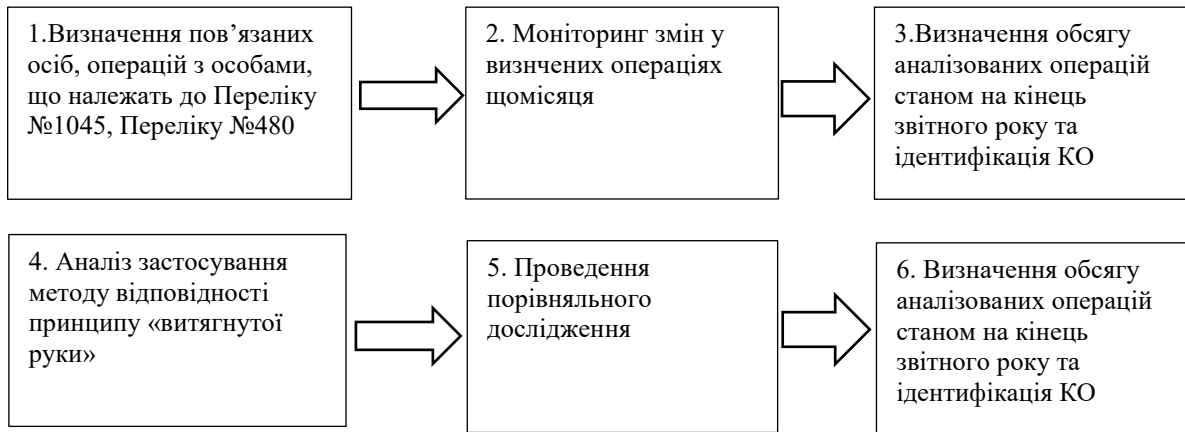 1.Визначення пов’язаних
осіб, операцій з особами,
що належать до Переліку
№1045, Переліку №480
2. Моніторинг змін у
визнчених операціях
щомісяця
3.Визначення обсягу
аналізованих операцій
станом на кінець
звітного року та
ідентифікація КО
4. Аналіз застосування
методу відповідності
принципу «витягнутої
руки»
5. Проведення
порівняльного
дослідження
6. Визначення обсягу
аналізованих операцій
станом на кінець
звітного року та
ідентифікація КО